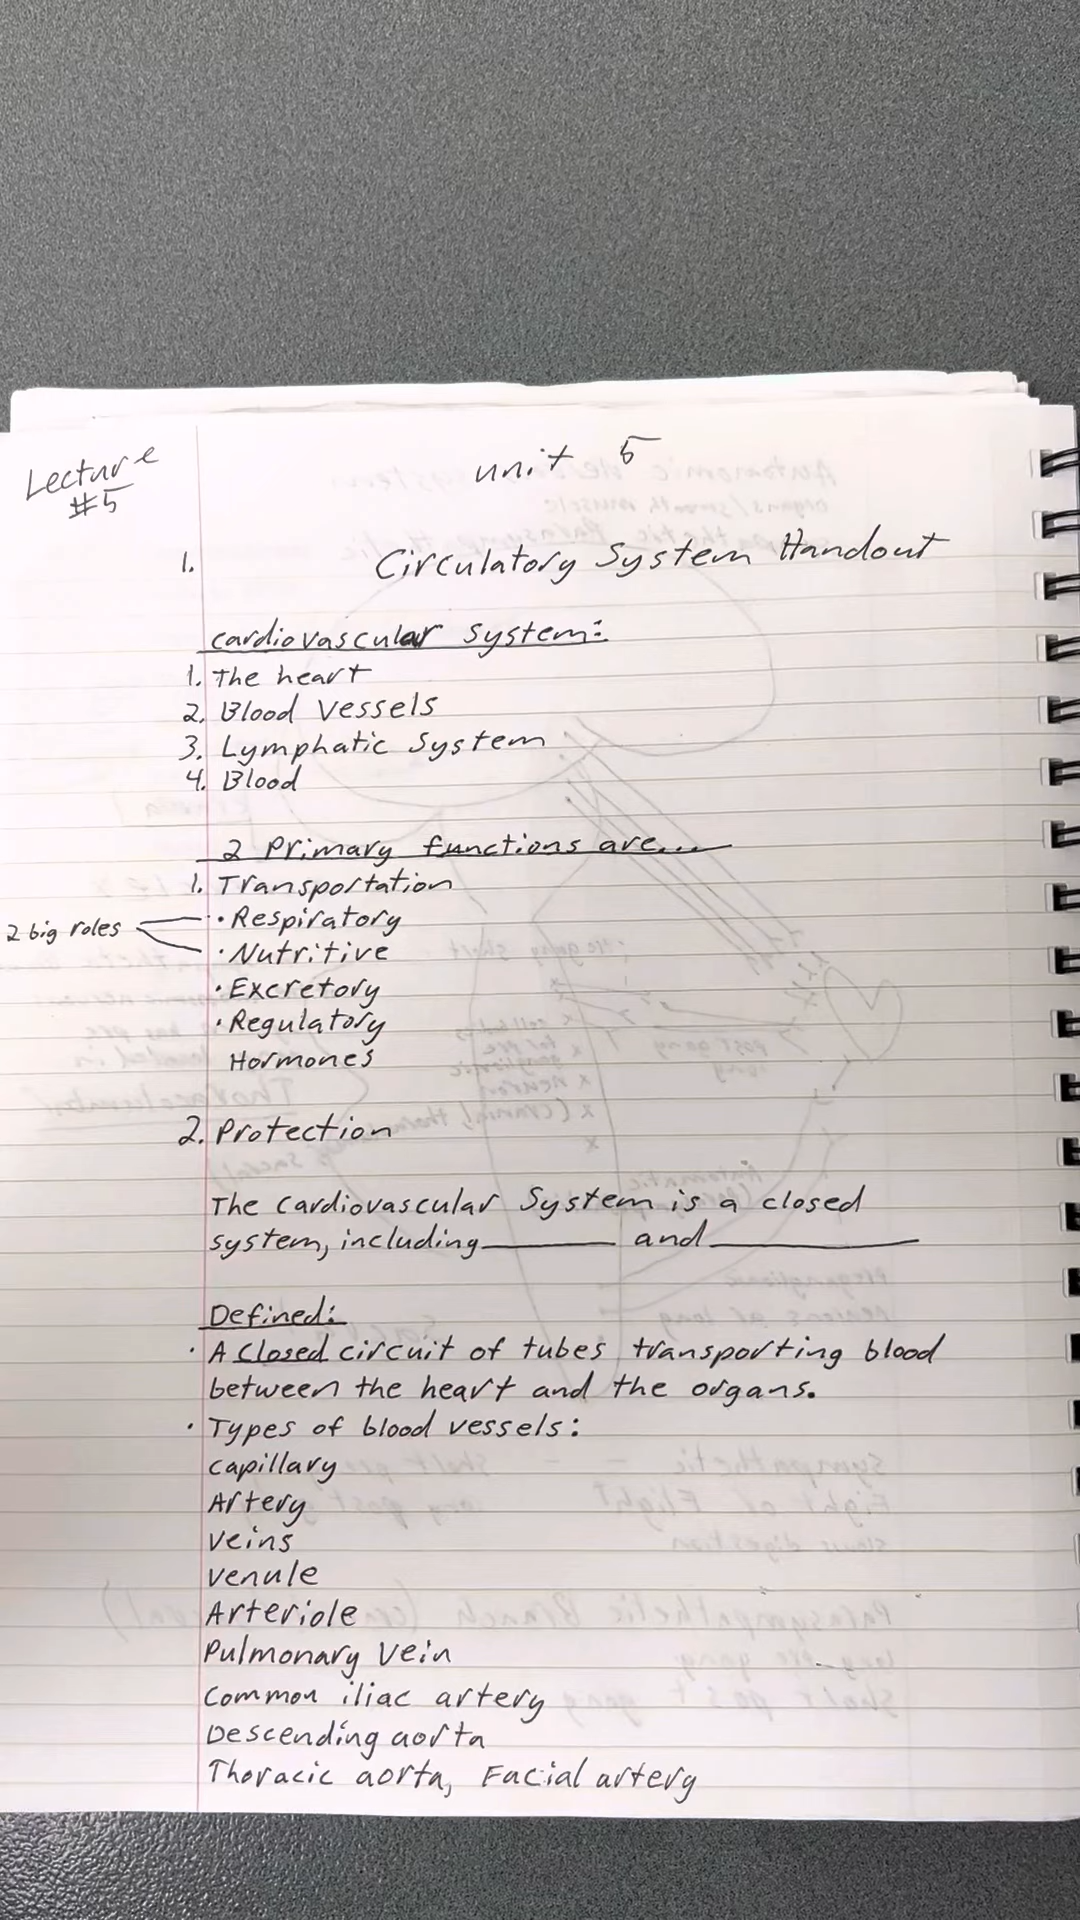 Lecture
#5
unit 5
1. Circulatory System Handout
cardiovascular system:
1. The heart
2. Blood vessels
3. Lymphatic system
4. Blood
2 Primary functions are...
1. Transportation
2 big roles
• Respiratory
• Nutritive
• Excretory
• Regulatory
Hormones
2. Protection
The cardiovascular System is a closed
system, including________ and____________
Defined:
• A closed circuit of tubes transporting blood
between the heart and the organs.
• Types of blood vessels:
capillary
Artery
veins
venule
Arteriole
Pulmonary vein
Common iliac artery
Descending aorta
Thoracic aorta, Facial artery